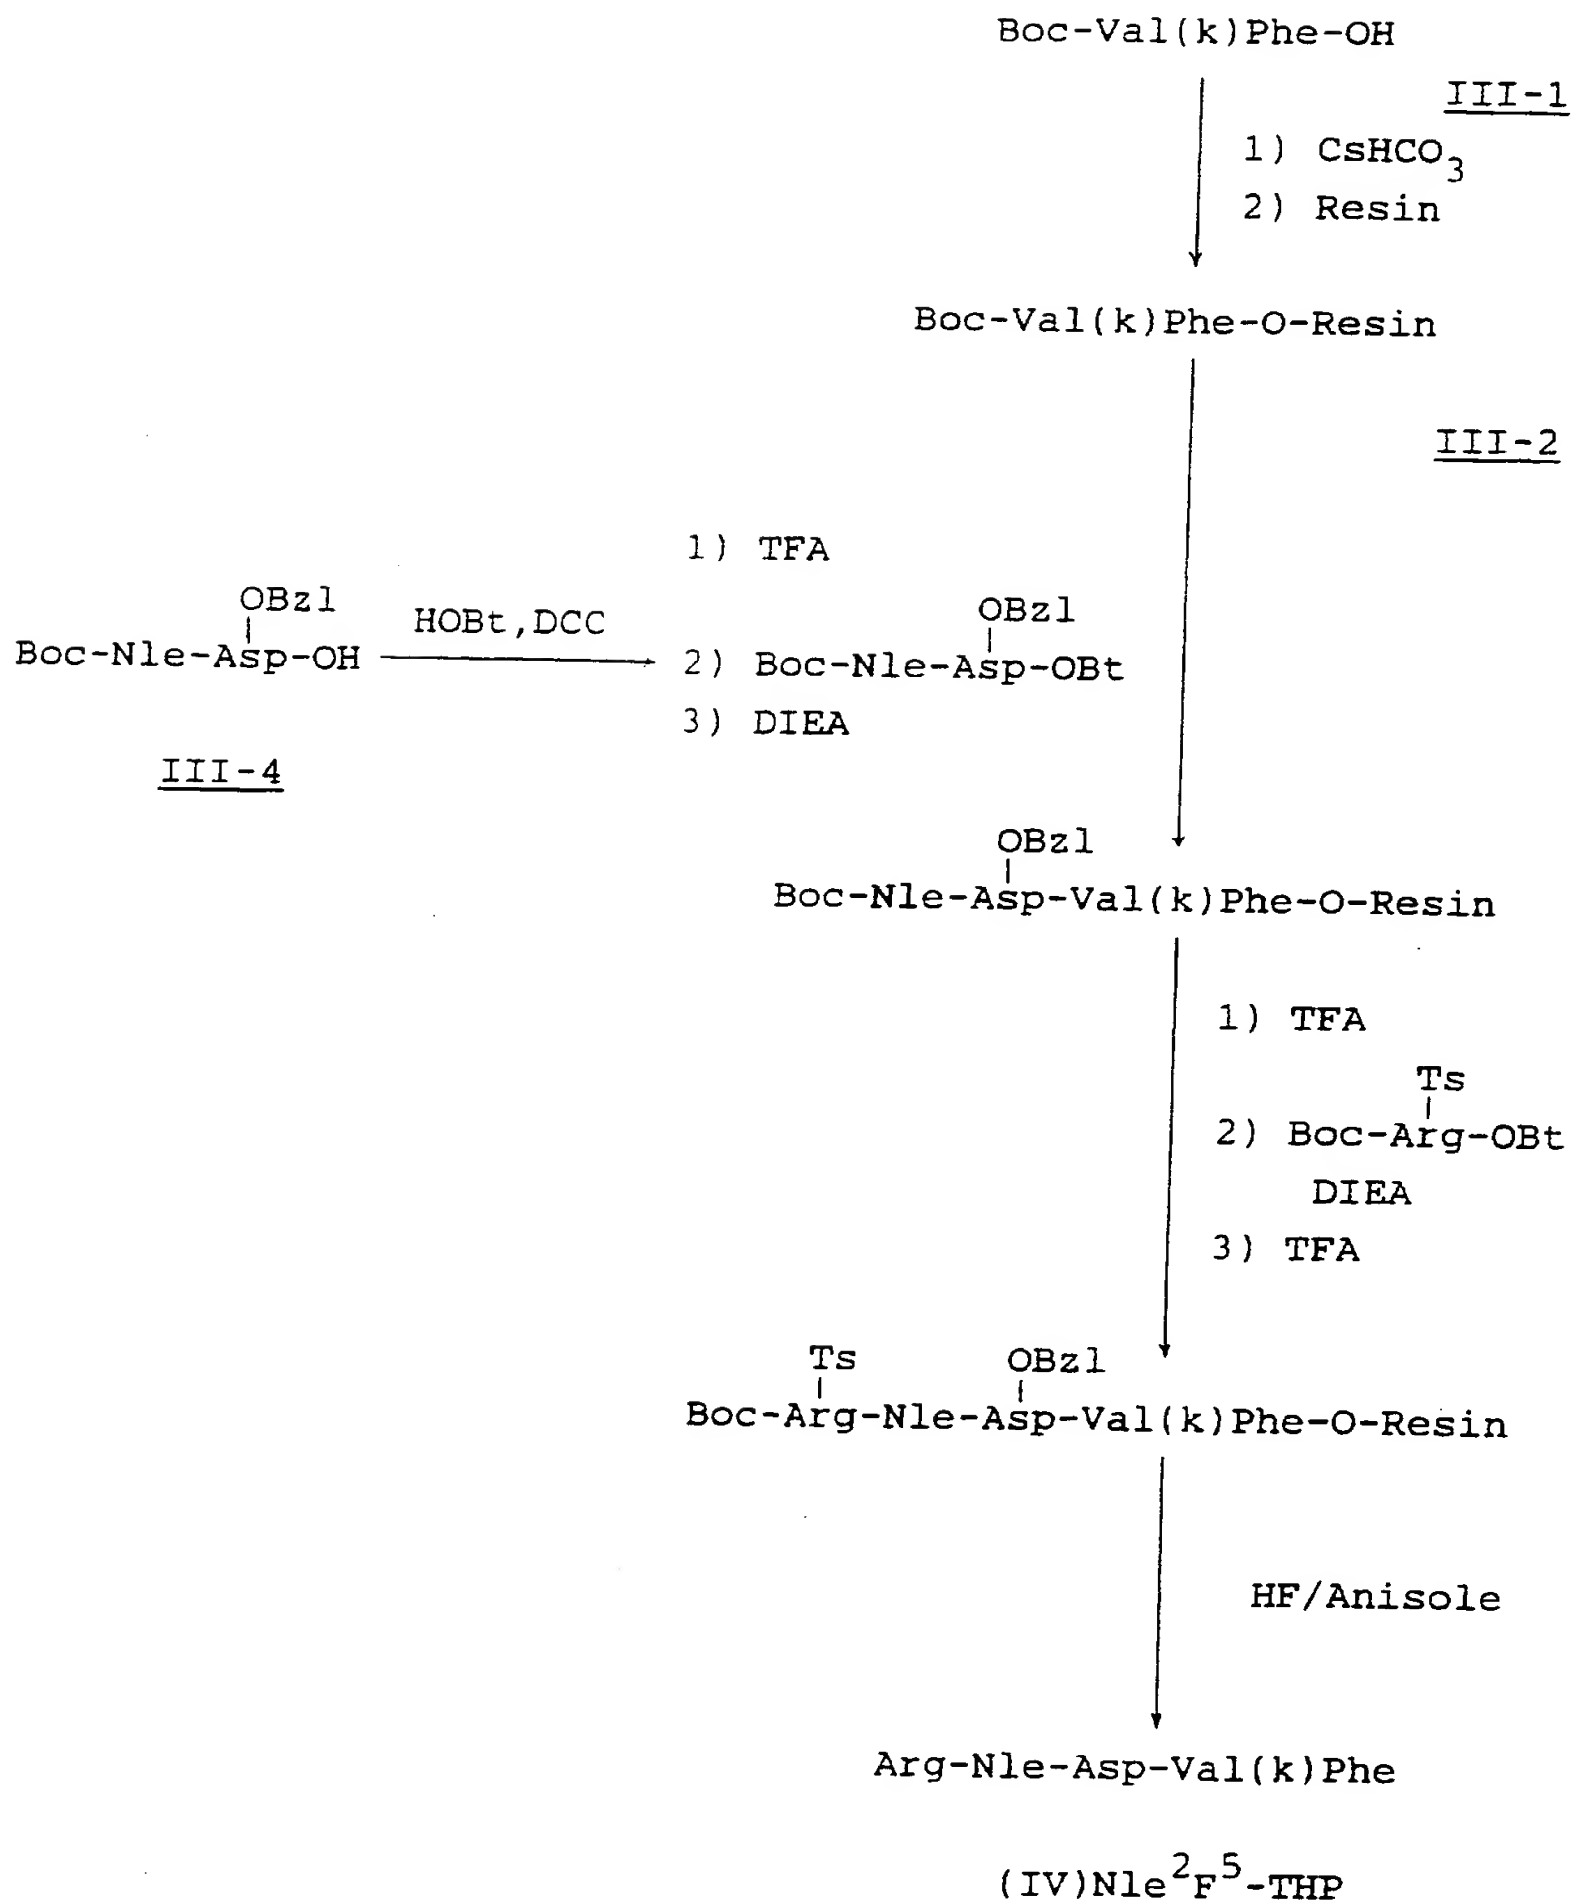 Boc-Val(k)Phe-OH
III-1
1) CsHCO3
2) Resin
Boc-Val(k)Phe-O-Resin
III-2
1) TFA
OBzl
Boc-Nle-Asp-OH
HOBt,DCC
OBzl
2) Boc-Nle-Asp-OBt
3) DIEA
III-4
OBzl
Boc-Nle-Asp-Val(k)Phe-O-Resin
1) TFA
Ts
2) Boc-Arg-OBt
DIEA
3) TFA
Ts OBzl
Boc-Arg-Nle-Asp-Val(k)Phe-O-Resin
HF/Anisole
Arg-Nle-Asp-Val(k)Phe
(IV)Nle2F5-THP